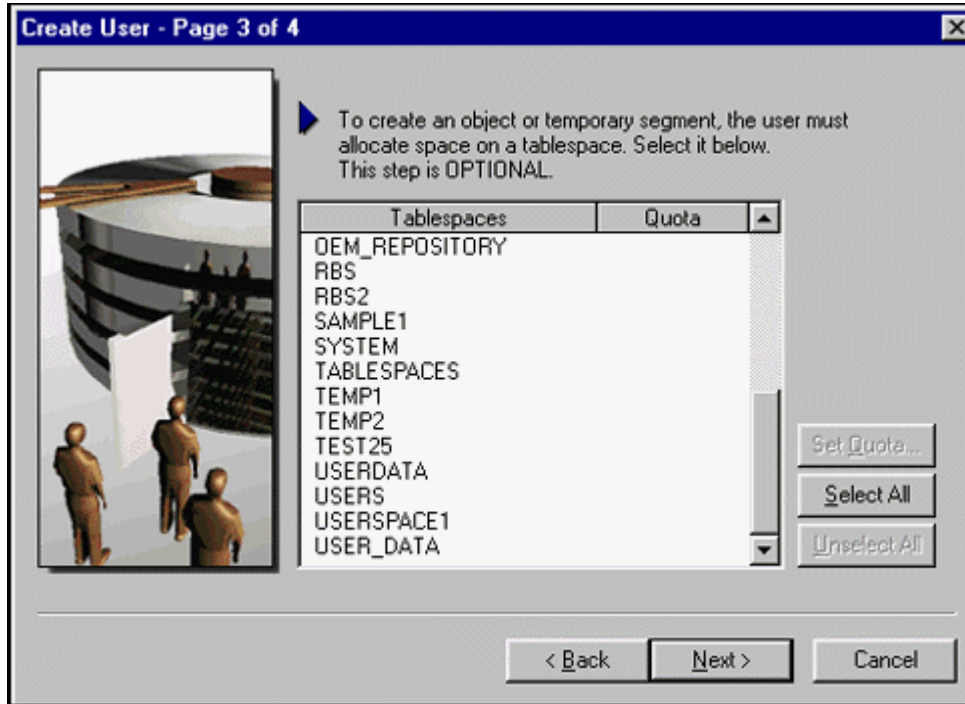 Create User - Page 3 of 4
To create an object or temporary segment, the user must
allocate space on a tablespace. Select it below.
This step is OPTIONAL.
Tablespaces Quota
OEM_REPOSITORY
RBS
RBS2
SAMPLE1
SYSTEM
TABLESPACES
TEMP1
TEMP2
TEST25
USERDATA
USERS
USERSPACE1
USER_DATA
Set Quota...
Select All
Unselect All
< Back Next > Cancel